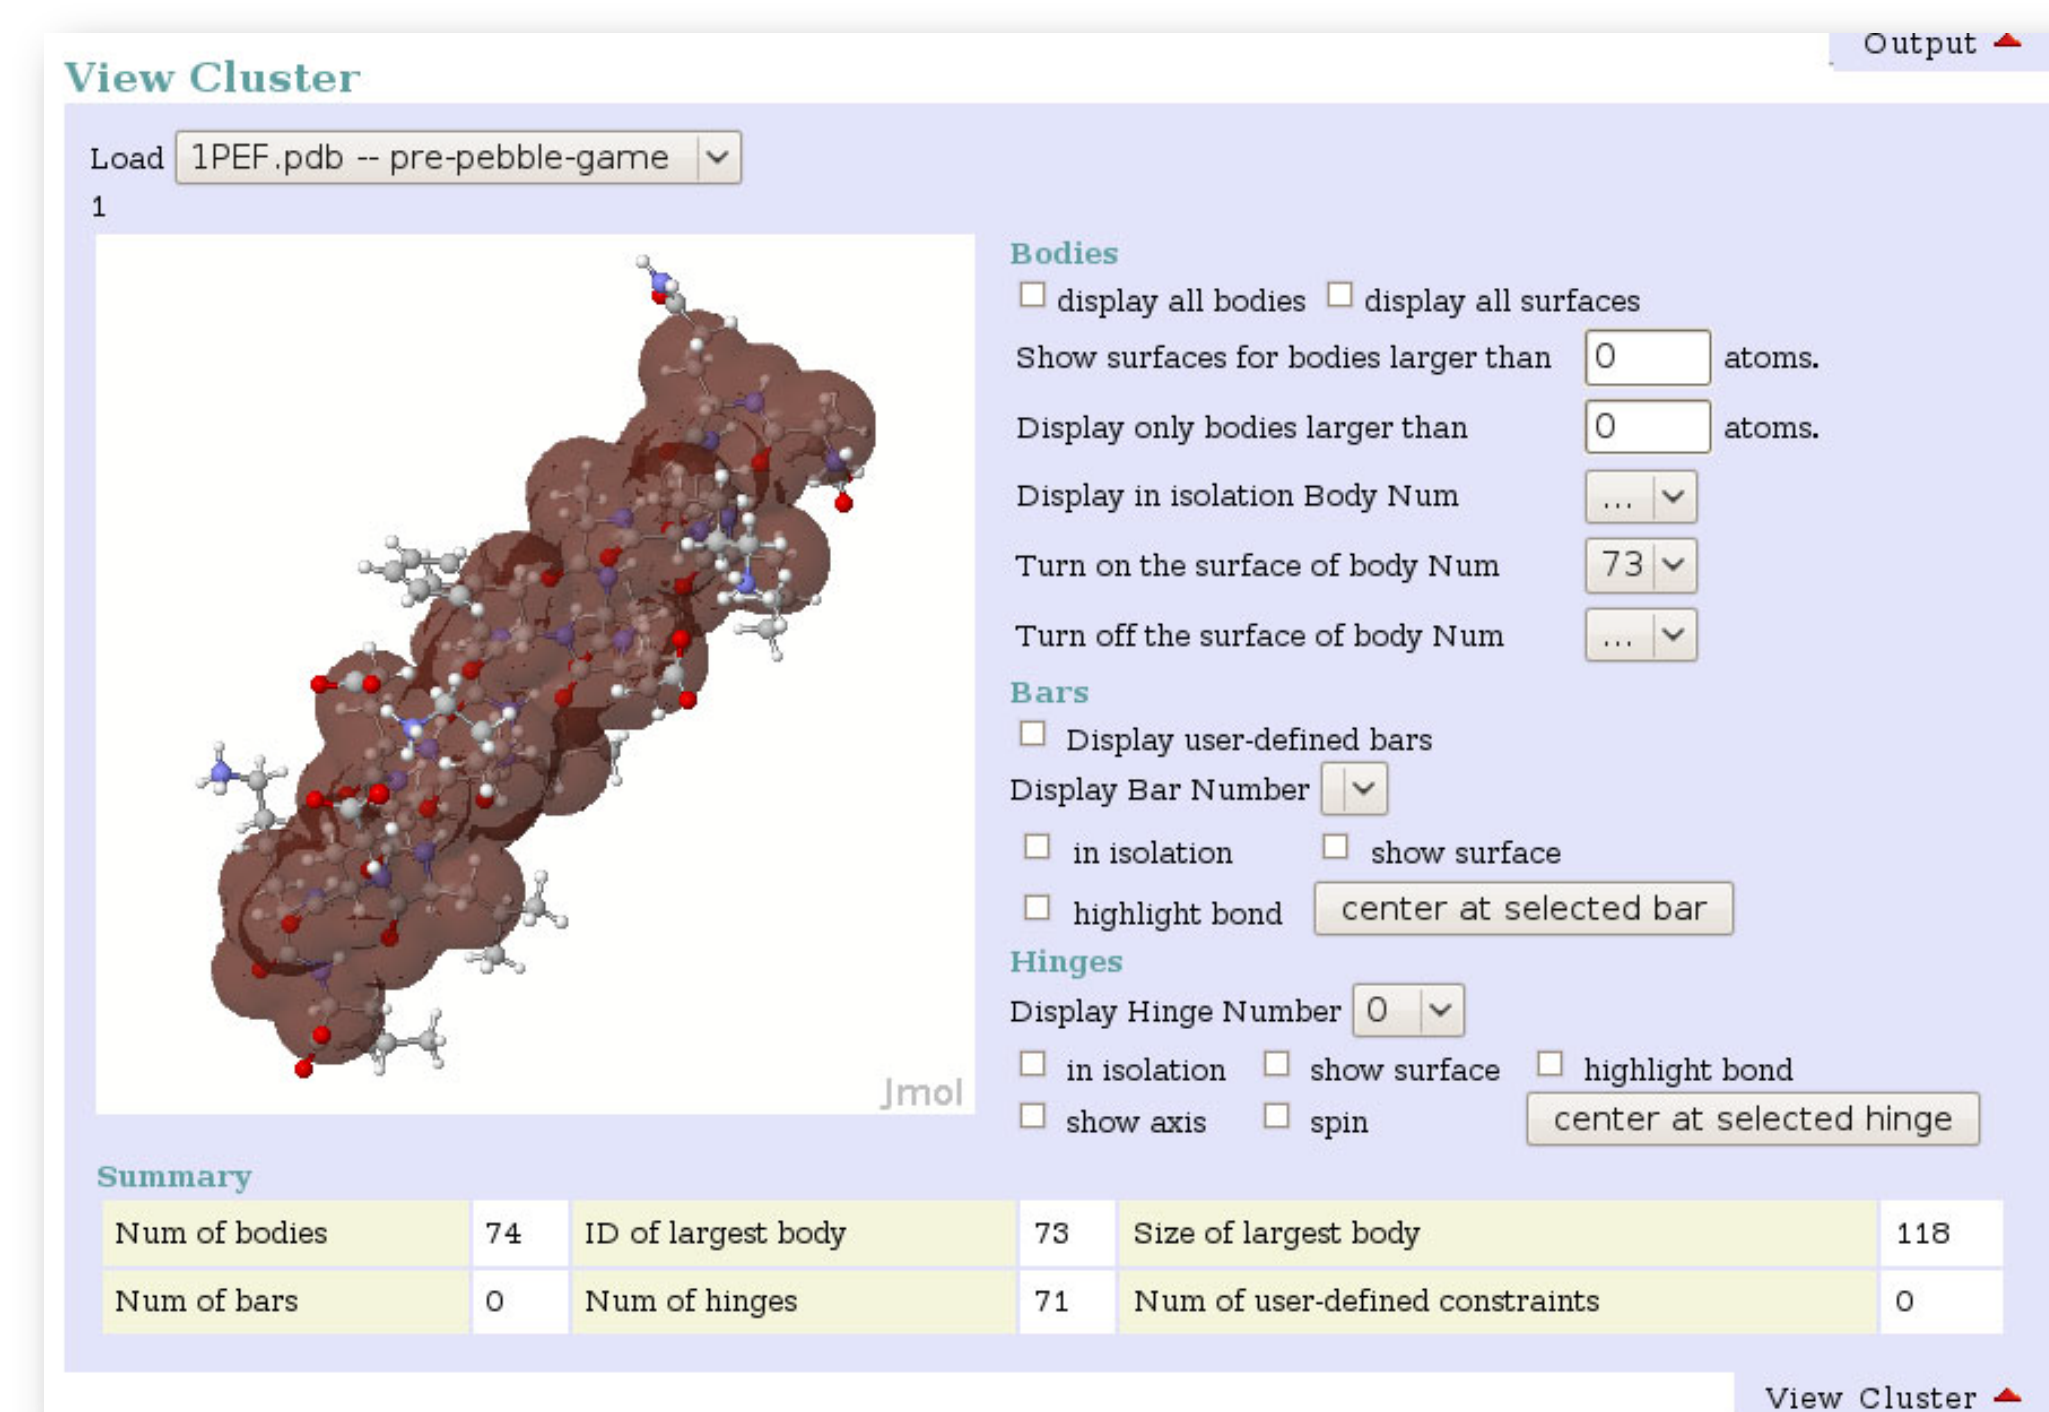 Output
View Cluster
Load 1PEF.pdb -- pre-pebble-game
1
Jmol
Bodies
display all bodies display all surfaces
Show surfaces for bodies larger than 0 atoms.
Display only bodies larger than 0 atoms.
Display in isolation Body Num ...
Turn on the surface of body Num 73
Turn off the surface of body Num ...
Bars
Display user-defined bars
Display Bar Number
in isolation show surface
highlight bond center at selected bar
Hinges
Display Hinge Number 0
in isolation show surface highlight bond
show axis spin center at selected hinge
Summary
Num of bodies 74 ID of largest body 73 Size of largest body 118
Num of bars 0 Num of hinges 71 Num of user-defined constraints 0
View Cluster